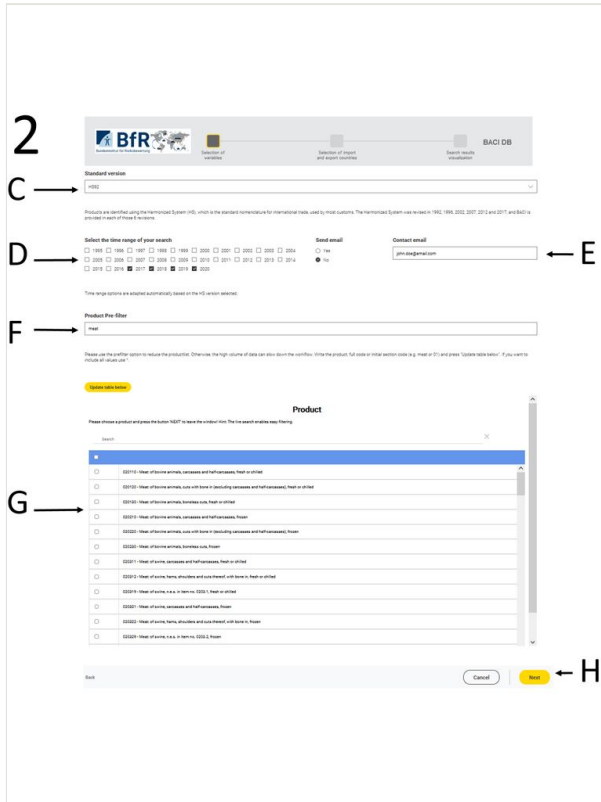 2
BfR
Bundesinstitut für Risikobewertung
Selection of
variables
Selection of import
and export countries
Search results
visualization
BACI DB
Standard version
C
HS92
Products are identified using the Harmonized System (HS), which is the standard nomenclature for international trade, used by most customs. The Harmonized System was revised in 1992, 1996, 2002, 2007, 2012 and 2017, and BACI is
provided in each of those 6 revisions.
Select the time range of your search
Send email
Contact email
D
1995 1996 1997 1998 1999 2000 2001 2002 2003 2004
Yes
john.doe@email.com
E
2005 2006 2007 2008 2009 2010 2011 2012 2013 2014
No
2015 2016 2017 2018 2019 2020
Time range options are adapted automatically based on the HS version selected.
Product Pre-filter
F
meat
Please use the prefilter option to reduce the productlist. Otherwise, the high volume of data can slow down the workflow. Write the product, full code or initial section code (e.g. meat or 01) and press "Update table below". If you want to
include all values use *.
Update table below
Product
Please choose a product and press the button 'NEXT' to leave the window! Hint: The live search enables easy filtering.
Search
020110 - Meat: of bovine animals, carcasses and half-carcasses, fresh or chilled
020120 - Meat: of bovine animals, cuts with bone in (excluding carcasses and half-carcasses), fresh or chilled
020130 - Meat: of bovine animals, boneless cuts, fresh or chilled
G
020210 - Meat: of bovine animals, carcasses and half-carcasses, frozen
020220 - Meat: of bovine animals, cuts with bone in (excluding carcasses and half-carcasses), frozen
020230 - Meat: of bovine animals, boneless cuts, frozen
020311 - Meat: of swine, carcasses and half-carcasses, fresh or chilled
020312 - Meat: of swine, hams, shoulders and cuts thereof, with bone in, fresh or chilled
020319 - Meat: of swine, n.e.s. in item no. 0203.1, fresh or chilled
020321 - Meat: of swine, carcasses and half-carcasses, frozen
020322 - Meat: of swine, hams, shoulders and cuts thereof, with bone in, frozen
020329 - Meat: of swine, n.e.s. in item no. 0203.2, frozen
Back
Cancel
Next
H